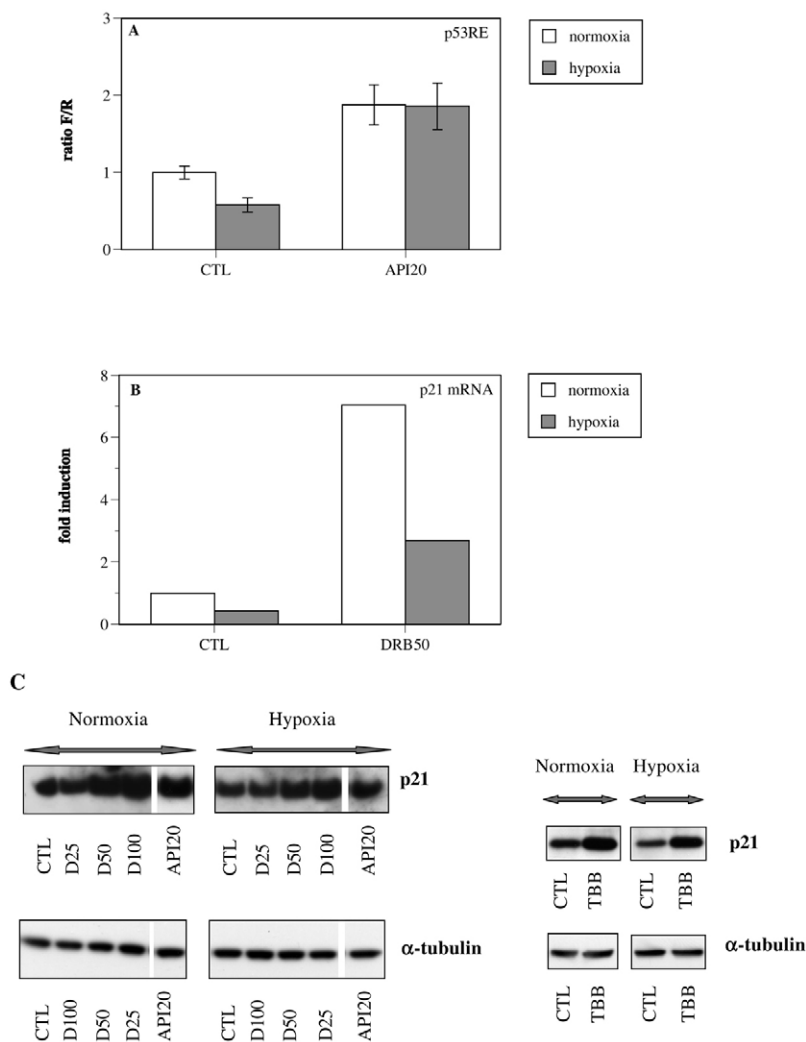 A p53RE
normoxia
hypoxia
3
2
1
0
ratio F/R
CTL API20
B p21 mRNA
normoxia
hypoxia
8
6
4
2
0
fold induction
CTL DRB50
C
Normoxia Hypoxia
p21
CTL D25 D50 D100 API20 CTL D25 D50 D100 API20
α-tubulin
CTL D100 D50 D25 API20 CTL D100 D50 D25 API20
Normoxia Hypoxia
p21
CTL TBB CTL TBB
α-tubulin
CTL TBB CTL TBB